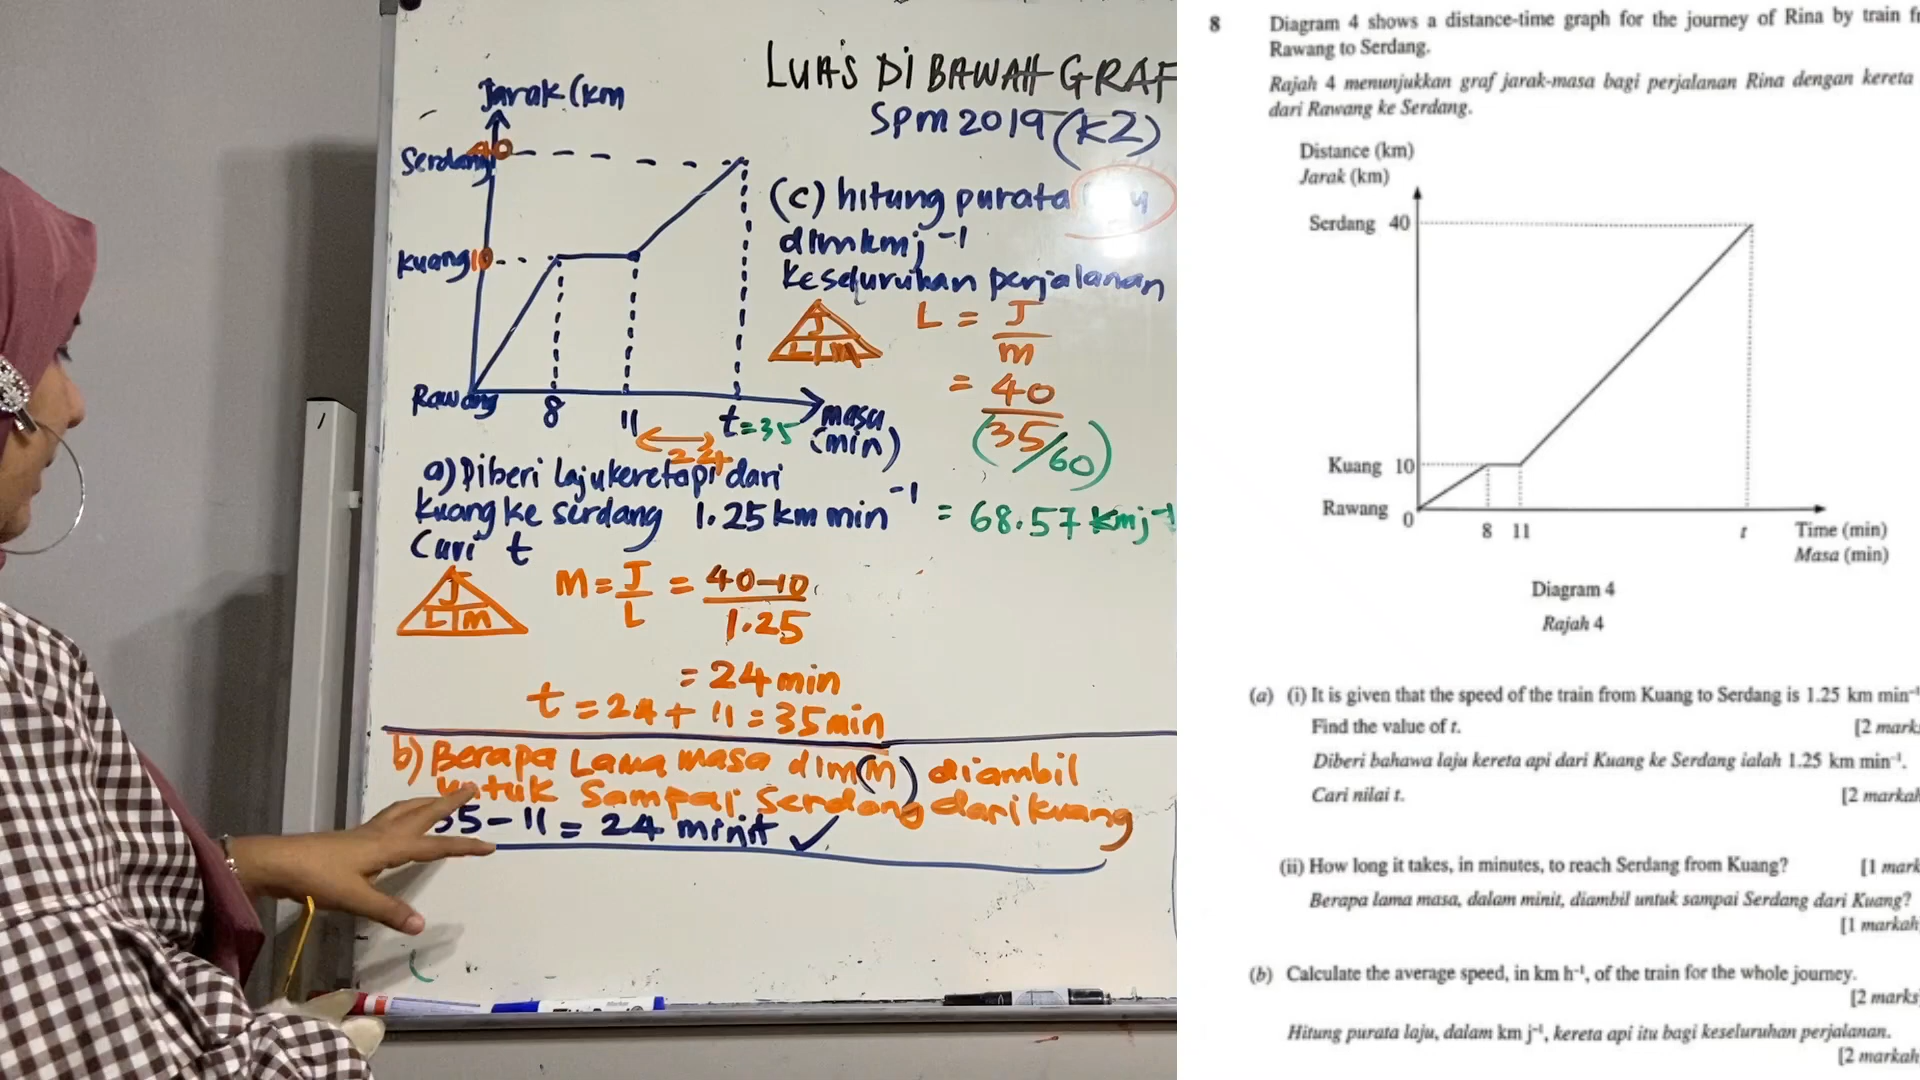 LUAS DI BAWAH GRAF
SPM 2019 (K2)
Jarak (km
Serdang 40
Kuang 10
Rawang
8
11
t=35
masa
(min)
24
(c) hitung purata
dlm kmj⁻¹
Keseluruhan perjalanan
J
L m
L = J/m
= 40/(35/60)
= 68.57 kmj⁻¹
a) Diberi laju keretapi dari
Kuang ke serdang 1.25 km min⁻¹
Cari t
J
L m
M = J/L = 40-10/1.25
= 24 min
t = 24 + 11 = 35 min
b) Berapa Lama masa dlm (m) diambil
untuk Sampai Serdang dari Kuang
35 - 11 = 24 minit ✓
8 Diagram 4 shows a distance-time graph for the journey of Rina by train
Rawang to Serdang.
Rajah 4 menunjukkan graf jarak-masa bagi perjalanan Rina dengan kereta
dari Rawang ke Serdang.
Distance (km)
Jarak (km)
Serdang 40
Kuang 10
Rawang
0
8 11 t
Time (min)
Masa (min)
Diagram 4
Rajah 4
(a) (i) It is given that the speed of the train from Kuang to Serdang is 1.25 km min⁻¹
Find the value of t. [2 mark
Diberi bahawa laju kereta api dari Kuang ke Serdang ialah 1.25 km min⁻¹.
Cari nilai t. [2 markah
(ii) How long it takes, in minutes, to reach Serdang from Kuang? [1 mark
Berapa lama masa, dalam minit, diambil untuk sampai Serdang dari Kuang?
[1 markah
(b) Calculate the average speed, in km h⁻¹, of the train for the whole journey.
[2 marks
Hitung purata laju, dalam km j⁻¹, kereta api itu bagi keseluruhan perjalanan.
[2 markah